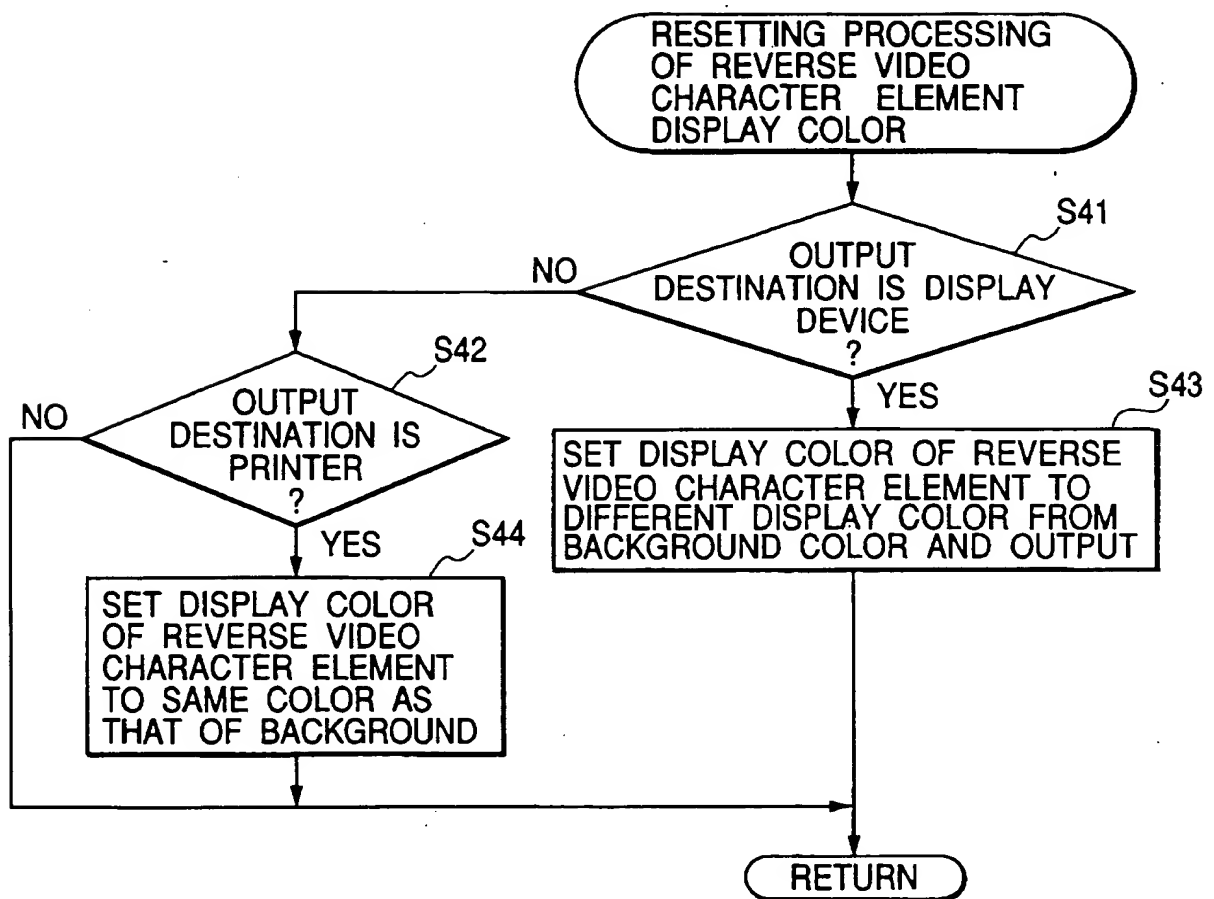 RESETTING PROCESSING
OF REVERSE VIDEO
CHARACTER ELEMENT
DISPLAY COLOR
S41
OUTPUT
DESTINATION IS DISPLAY
DEVICE
?
NO
YES
S42
OUTPUT
DESTINATION IS
PRINTER
?
NO
YES
S43
SET DISPLAY COLOR OF REVERSE
VIDEO CHARACTER ELEMENT TO
DIFFERENT DISPLAY COLOR FROM
BACKGROUND COLOR AND OUTPUT
S44
SET DISPLAY COLOR
OF REVERSE VIDEO
CHARACTER ELEMENT
TO SAME COLOR AS
THAT OF BACKGROUND
RETURN